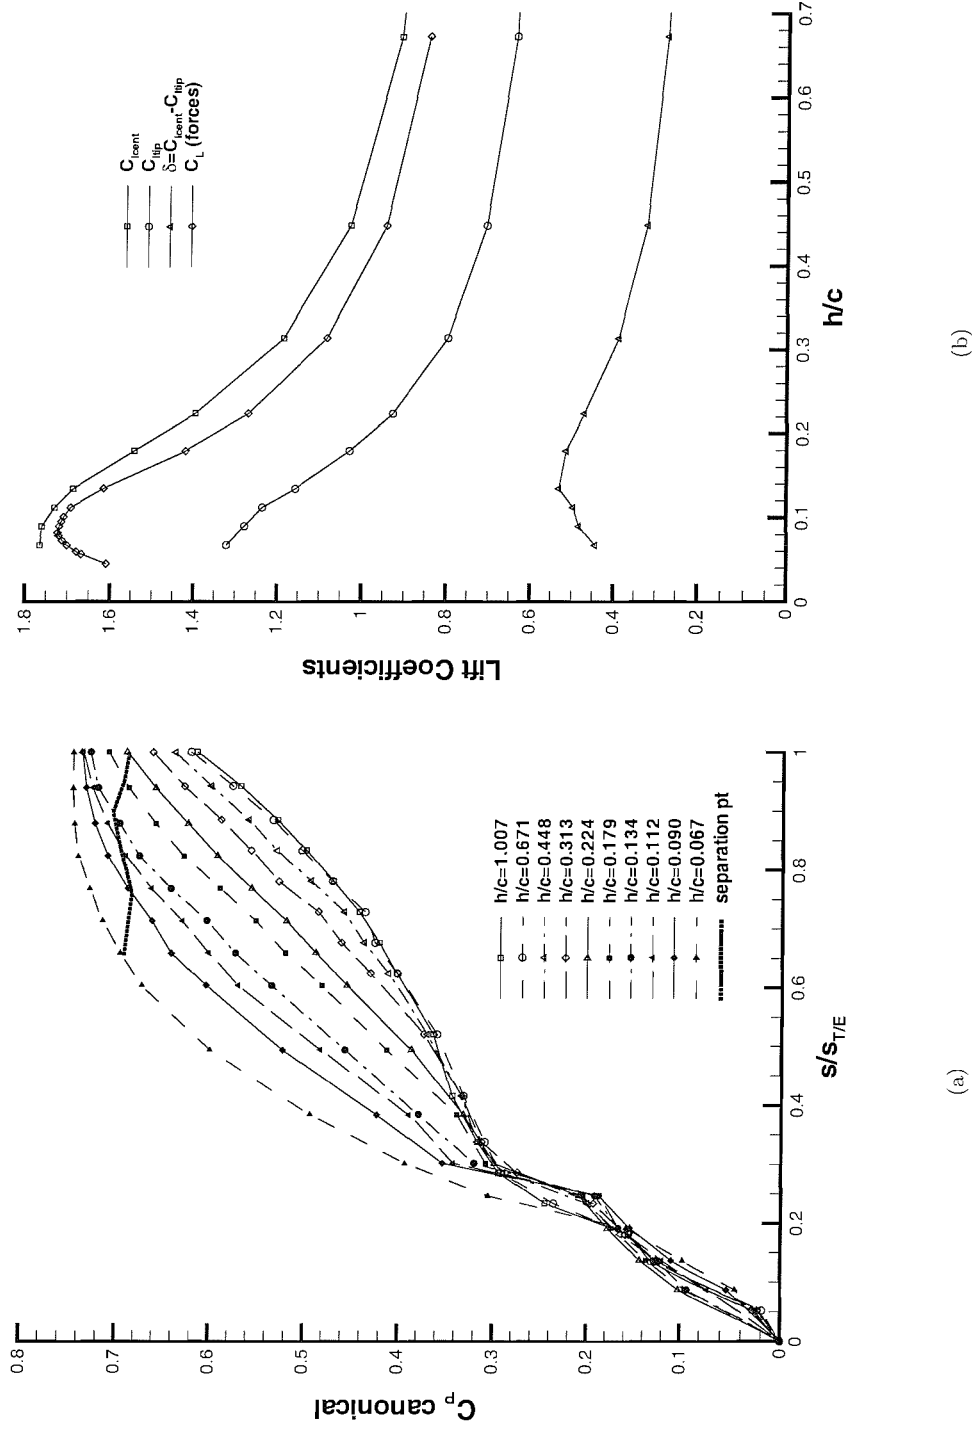 C_p canonical
0.8
0.7
0.6
0.5
0.4
0.3
0.2
0.1
0
0
0.2
0.4
0.6
0.8
1
s/s_T/E
h/c=1.007
h/c=0.671
h/c=0.448
h/c=0.313
h/c=0.224
h/c=0.179
h/c=0.134
h/c=0.112
h/c=0.090
h/c=0.067
separation pt
(a)
Lift Coefficients
1.8
1.6
1.4
1.2
1
0.8
0.6
0.4
0.2
0
0.1
0.2
0.3
0.4
0.5
0.6
0.7
h/c
C_lcent
C_ltip
δ=C_lcent-C_ltip
C_L (forces)
(b)